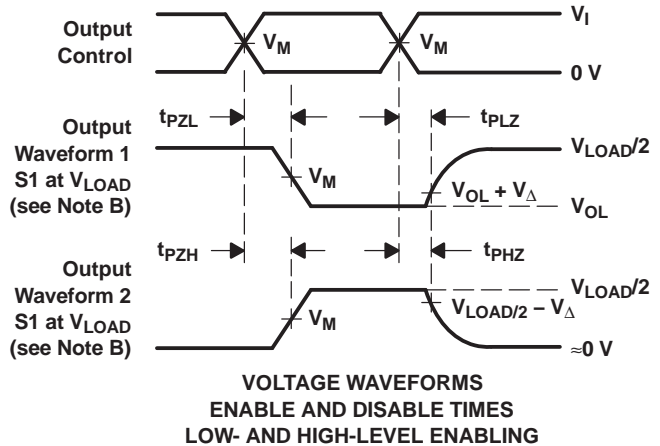 Output
Control
V_M
V_M
V_I
0 V
t_PZL
t_PLZ
Output
Waveform 1
S1 at V_LOAD
(see Note B)
V_M
V_LOAD/2
V_OL + V_Δ
V_OL
t_PZH
t_PHZ
Output
Waveform 2
S1 at V_LOAD
(see Note B)
V_M
V_LOAD/2
V_LOAD/2 – V_Δ
≈0 V
VOLTAGE WAVEFORMS
ENABLE AND DISABLE TIMES
LOW- AND HIGH-LEVEL ENABLING